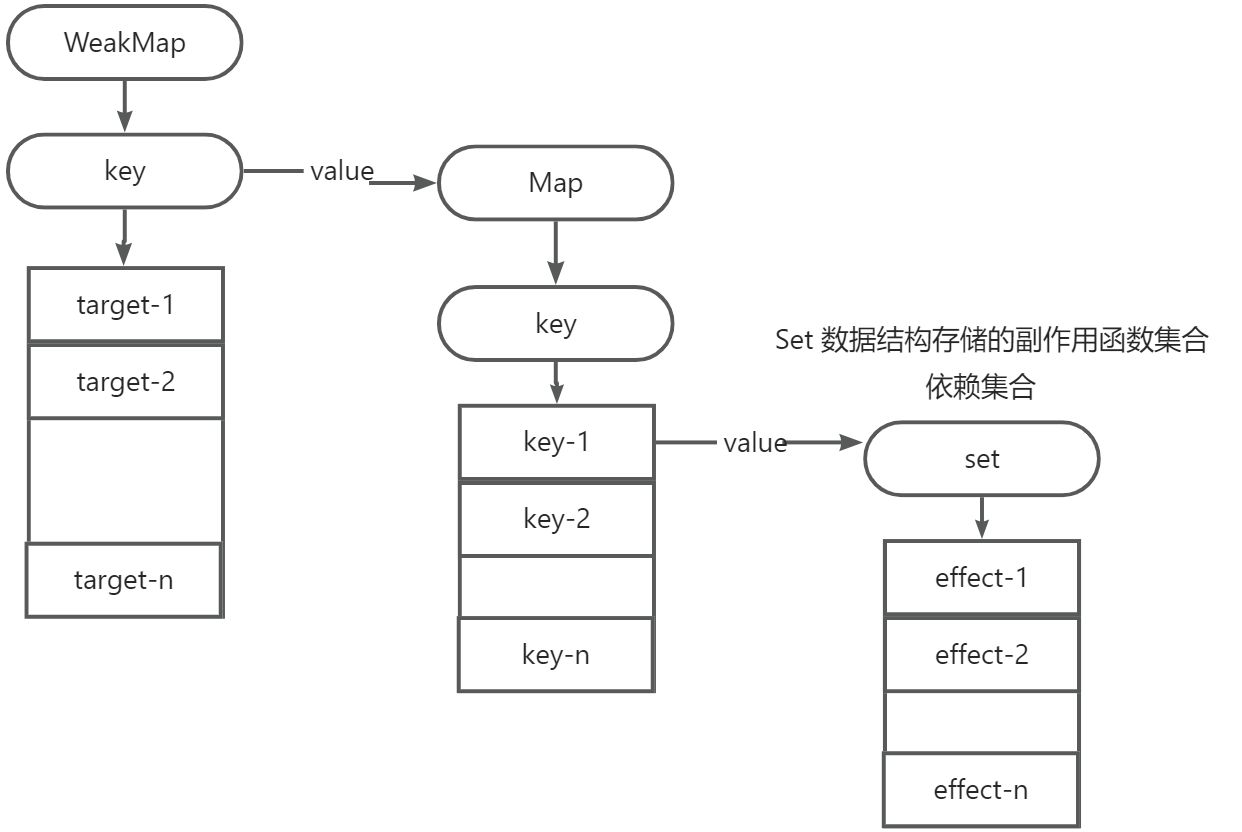 WeakMap
key
value
target-1
target-2
target-n
Map
key
key-1
key-2
key-n
value
Set 数据结构存储的副作用函数集合
依赖集合
set
effect-1
effect-2
effect-n